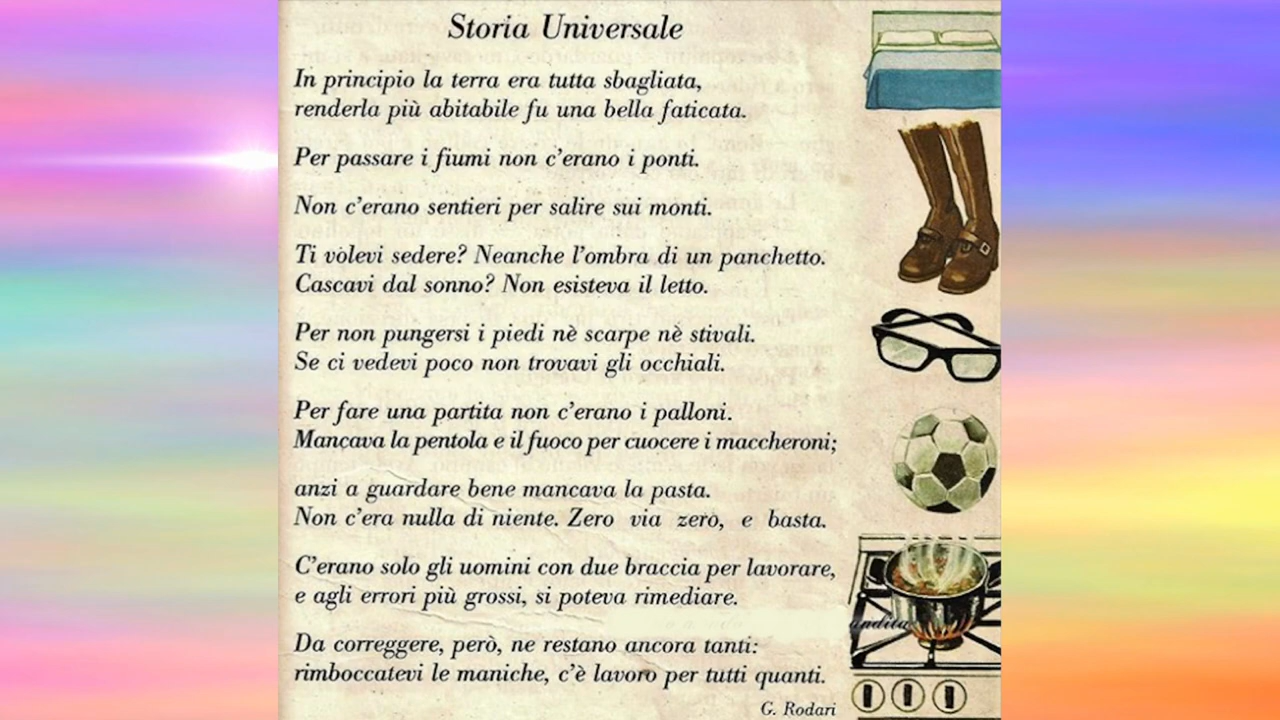 Storia Universale
In principio la terra era tutta sbagliata,
renderla più abitabile fu una bella faticata.
Per passare i fiumi non c'erano i ponti.
Non c'erano sentieri per salire sui monti.
Ti volevi sedere? Neanche l'ombra di un panchetto.
Cascavi dal sonno? Non esisteva il letto.
Per non pungersi i piedi nè scarpe nè stivali.
Se ci vedevi poco non trovavi gli occhiali.
Per fare una partita non c'erano i palloni.
Mancava la pentola e il fuoco per cuocere i maccheroni;
anzi a guardare bene mancava la pasta.
Non c'era nulla di niente. Zero via zero, e basta.
C'erano solo gli uomini con due braccia per lavorare,
e agli errori più grossi, si poteva rimediare.
Da correggere, però, ne restano ancora tanti:
rimboccatevi le maniche, c'è lavoro per tutti quanti.
G. Rodari